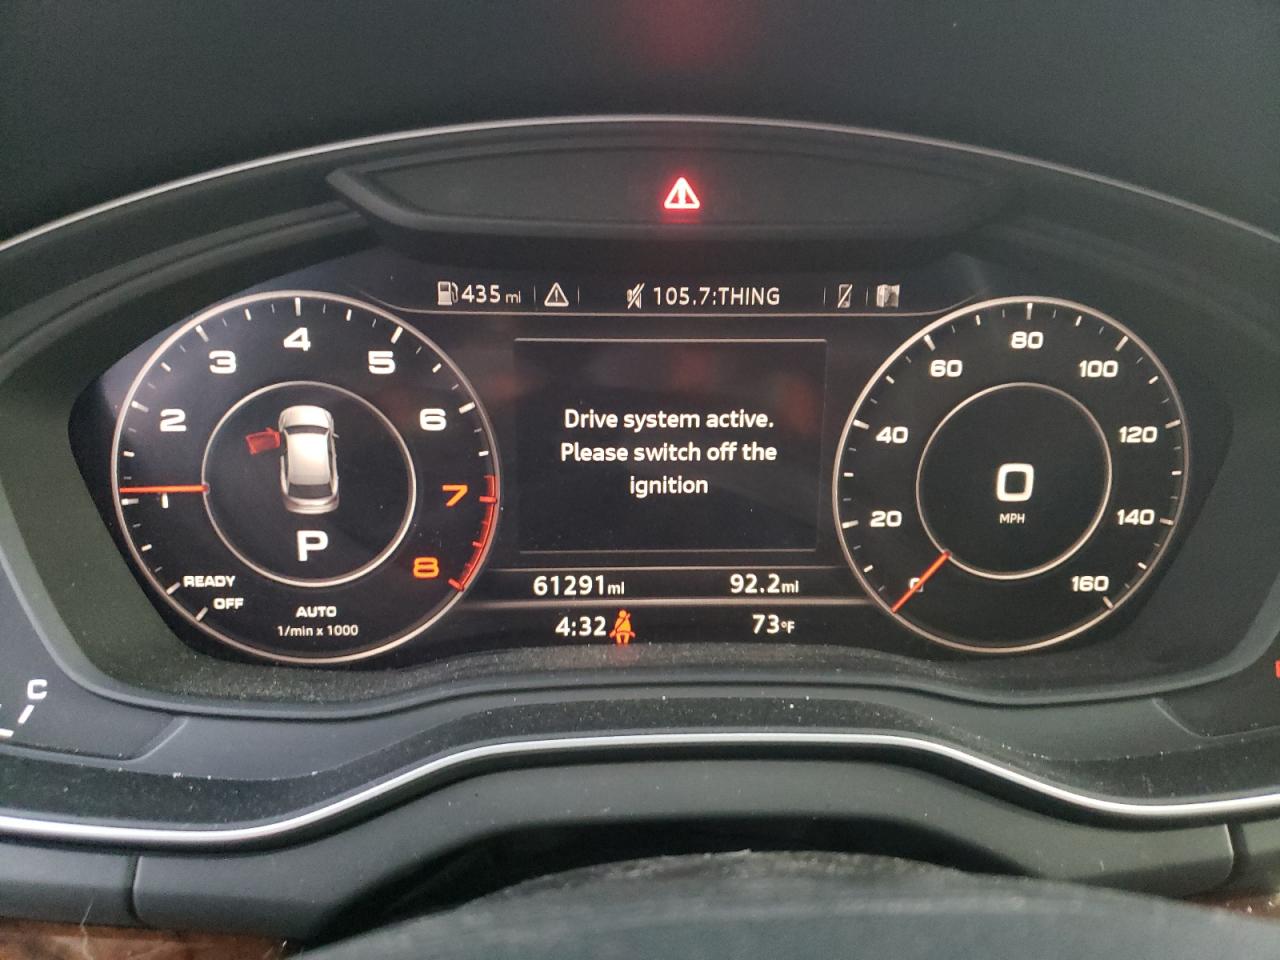 435 mi
105.7:THING
1
2
3
4
5
6
7
8
P
READY
OFF
AUTO
1/min x 1000
Drive system active.
Please switch off the
ignition
61291mi
92.2mi
4:32
73°F
0
20
40
60
80
100
120
140
160
0
MPH
C